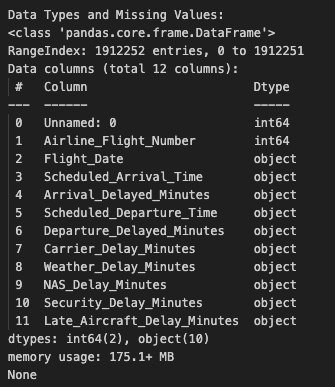 Data Types and Missing Values:
<class 'pandas.core.frame.DataFrame'>
RangeIndex: 1912252 entries, 0 to 1912251
Data columns (total 12 columns):
 #   Column                      Dtype
---  ------                      -----
 0   Unnamed: 0                  int64
 1   Airline_Flight_Number       int64
 2   Flight_Date                 object
 3   Scheduled_Arrival_Time      object
 4   Arrival_Delayed_Minutes     object
 5   Scheduled_Departure_Time    object
 6   Departure_Delayed_Minutes   object
 7   Carrier_Delay_Minutes       object
 8   Weather_Delay_Minutes       object
 9   NAS_Delay_Minutes           object
 10  Security_Delay_Minutes      object
 11  Late_Aircraft_Delay_Minutes object
dtypes: int64(2), object(10)
memory usage: 175.1+ MB
None